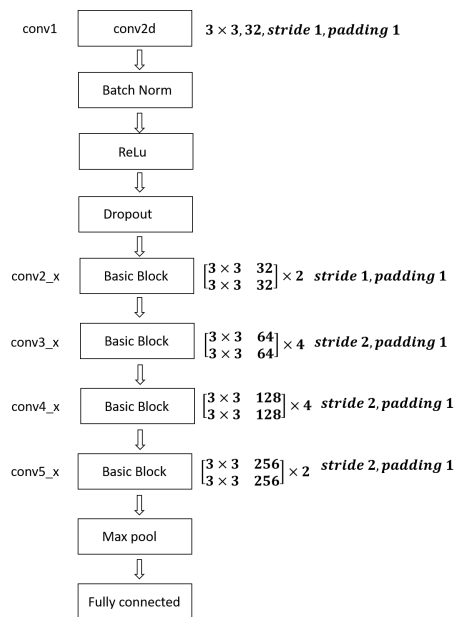 conv1 conv2d 3 × 3, 32, stride 1, padding 1
Batch Norm
ReLu
Dropout
conv2_x Basic Block [3 × 3 32
3 × 3 32] × 2 stride 1, padding 1
conv3_x Basic Block [3 × 3 64
3 × 3 64] × 4 stride 2, padding 1
conv4_x Basic Block [3 × 3 128
3 × 3 128] × 4 stride 2, padding 1
conv5_x Basic Block [3 × 3 256
3 × 3 256] × 2 stride 2, padding 1
Max pool
Fully connected